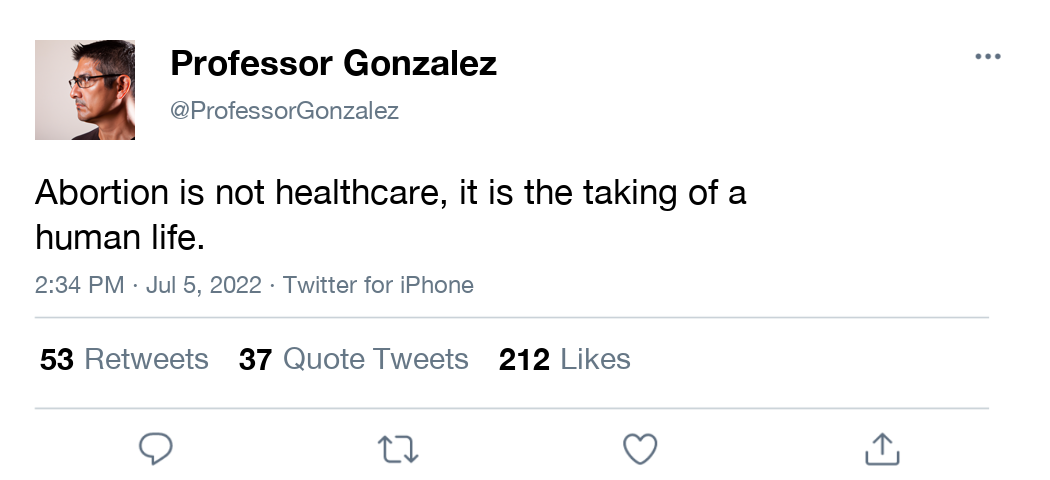 Professor Gonzalez
@ProfessorGonzalez
Abortion is not healthcare, it is the taking of a
human life.
2:34 PM · Jul 5, 2022 · Twitter for iPhone
53 Retweets 37 Quote Tweets 212 Likes